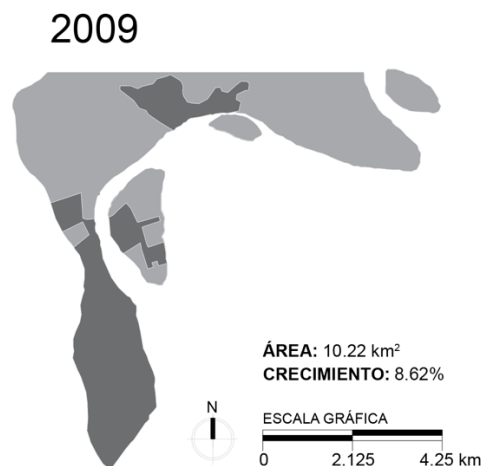 2009
ÁREA: 10.22 km²
CRECIMIENTO: 8.62%
N
ESCALA GRÁFICA
0 2.125 4.25 km